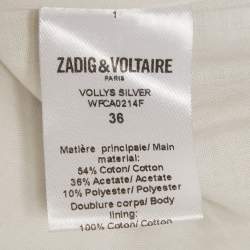 1
ZADIG & VOLTAIRE
PARIS
VOLLYS SILVER
WFCA0214F
36
Matière principale/ Main
material:
54% Coton/ Cotton
36% Acetate/ Acetate
10% Polyester/ Polyester
Doublure corps/ Body
lining:
100% Coton/ Cotton